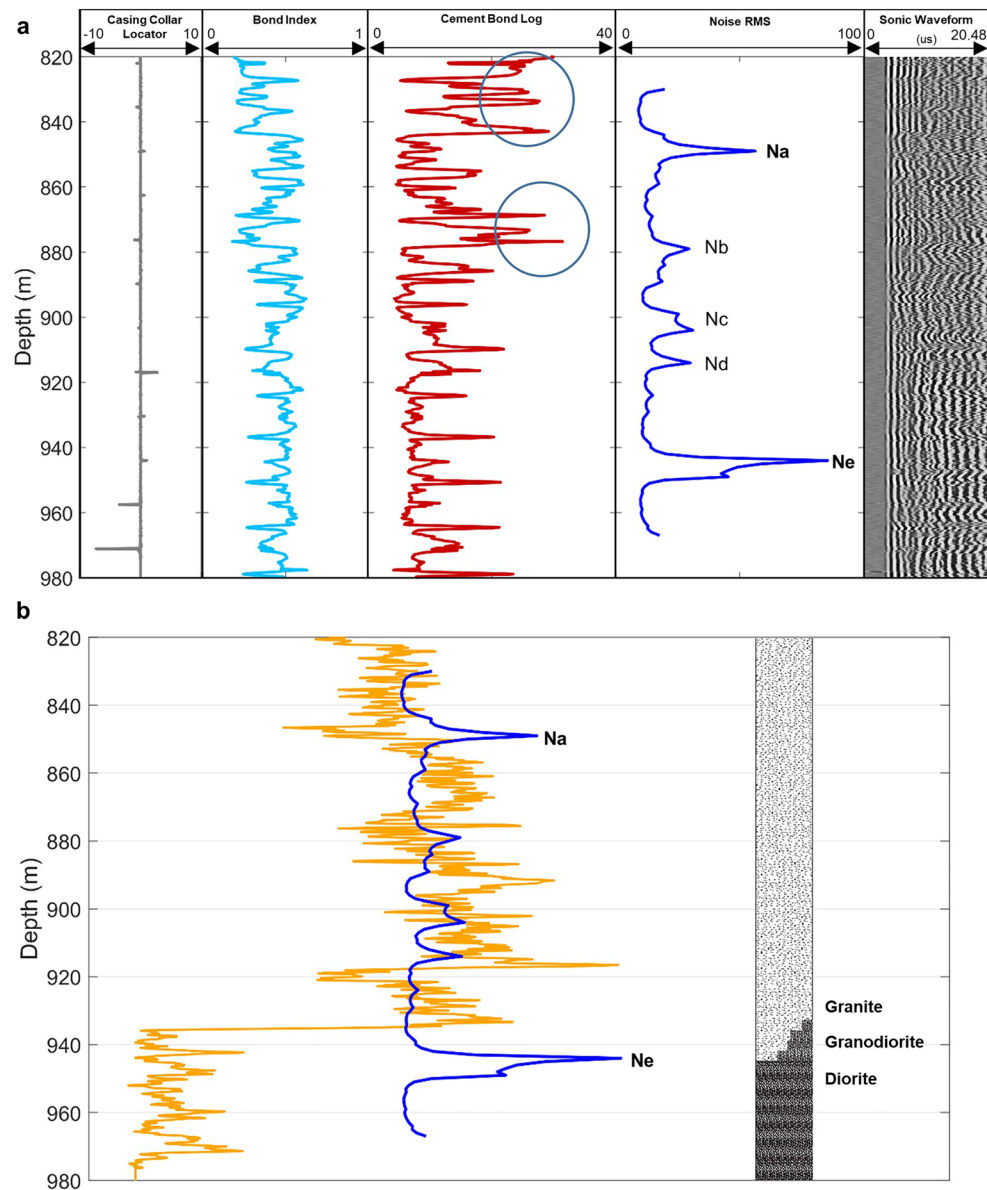 a
Casing Collar
Locator
-10 10
Bond Index
0 1
Cement Bond Log
0 40
Noise RMS
0 100
Sonic Waveform
0 (us) 20.48
Depth (m)
820
840
860
880
900
920
940
960
980
Na
Nb
Nc
Nd
Ne
b
Depth (m)
820
840
860
880
900
920
940
960
980
Na
Ne
Granite
Granodiorite
Diorite